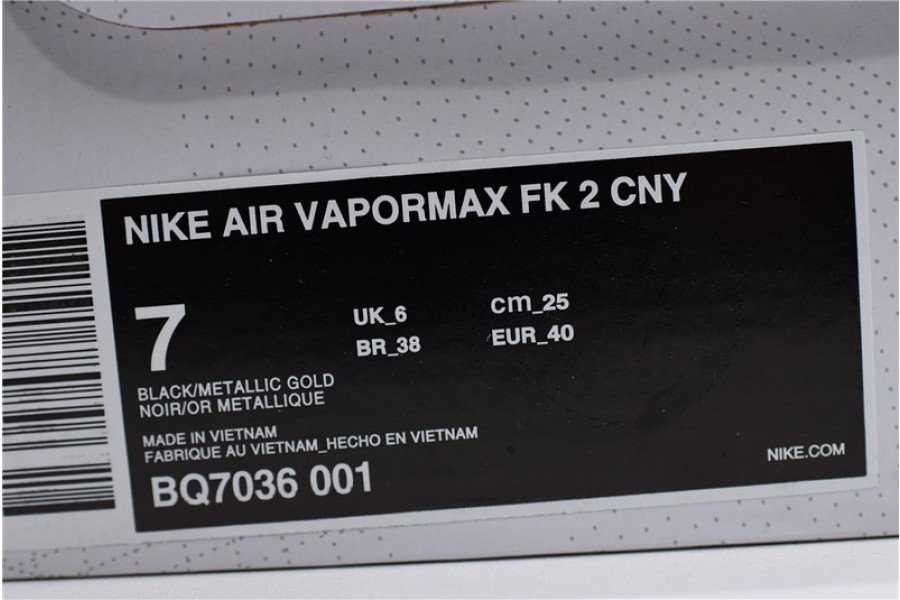 NIKE AIR VAPORMAX FK 2 CNY
7
UK_6
cm_25
BR_38
EUR_40
BLACK/METALLIC GOLD
NOIR/OR METALLIQUE
MADE IN VIETNAM
FABRIQUE AU VIETNAM_HECHO EN VIETNAM
BQ7036 001
NIKE.COM